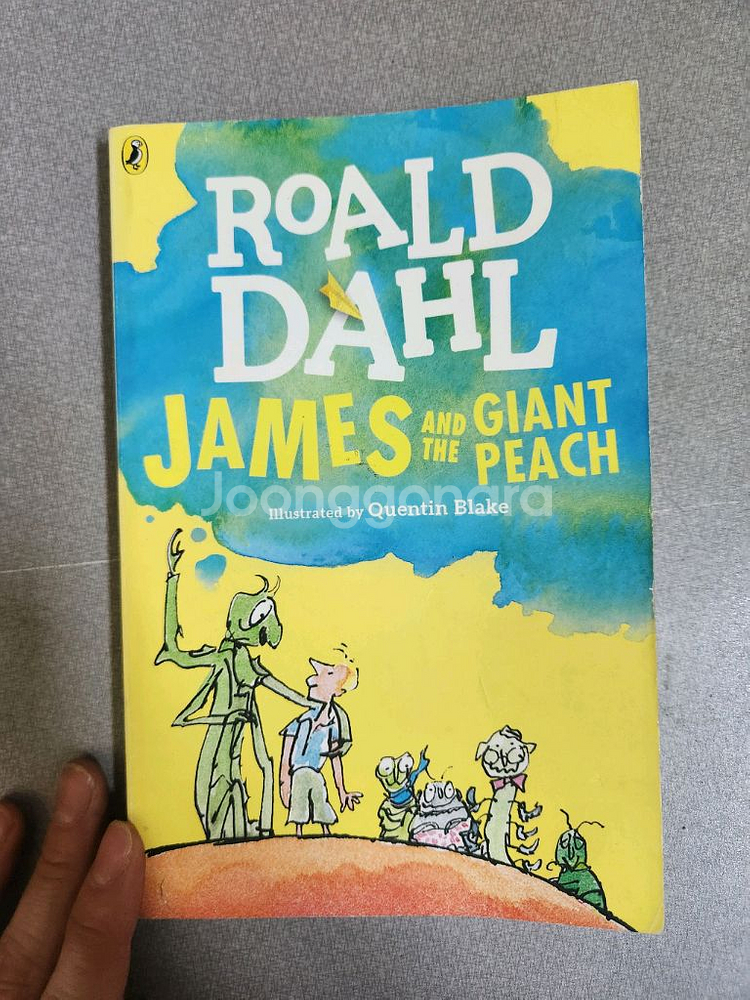 ROALD
DAHL
JAMES AND THE GIANT PEACH
Joonggonara
Illustrated by Quentin Blake